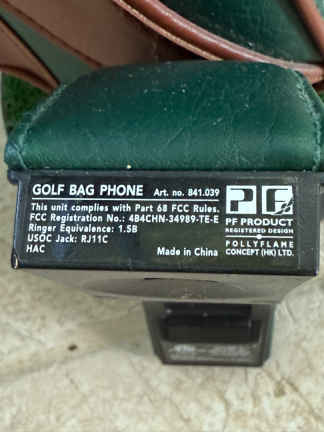 GOLF BAG PHONE Art. no. 841.039
This unit complies with Part 68 FCC Rules.
FCC Registration No.: 4B4CHN-34989-TE-E
Ringer Equivalence: 1.5B
USOC Jack: RJ11C
HAC Made in China
PF
PF PRODUCT
REGISTERED DESIGN
POLLYFLAME
CONCEPT (HK) LTD.